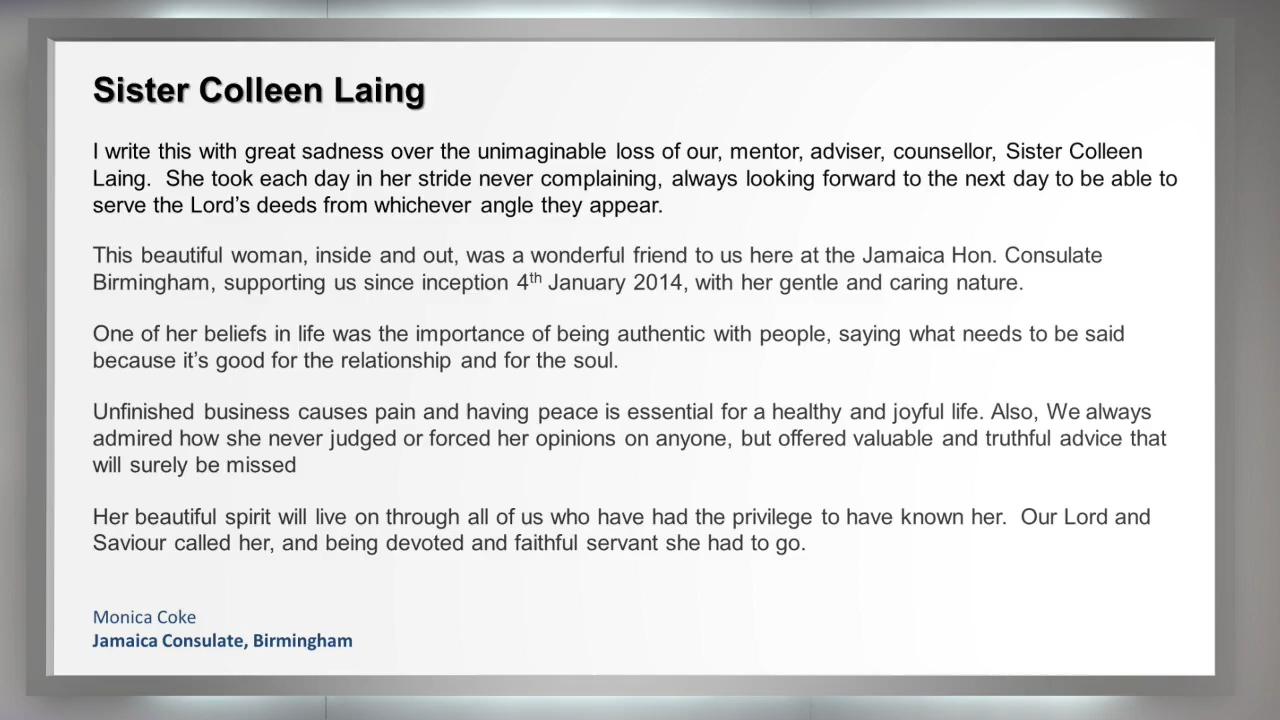 Sister Colleen Laing
I write this with great sadness over the unimaginable loss of our, mentor, adviser, counsellor, Sister Colleen
Laing.  She took each day in her stride never complaining, always looking forward to the next day to be able to
serve the Lord’s deeds from whichever angle they appear.
This beautiful woman, inside and out, was a wonderful friend to us here at the Jamaica Hon. Consulate
Birmingham, supporting us since inception 4th January 2014, with her gentle and caring nature.
One of her beliefs in life was the importance of being authentic with people, saying what needs to be said
because it’s good for the relationship and for the soul.
Unfinished business causes pain and having peace is essential for a healthy and joyful life. Also, We always
admired how she never judged or forced her opinions on anyone, but offered valuable and truthful advice that
will surely be missed
Her beautiful spirit will live on through all of us who have had the privilege to have known her.  Our Lord and
Saviour called her, and being devoted and faithful servant she had to go.
Monica Coke
Jamaica Consulate, Birmingham